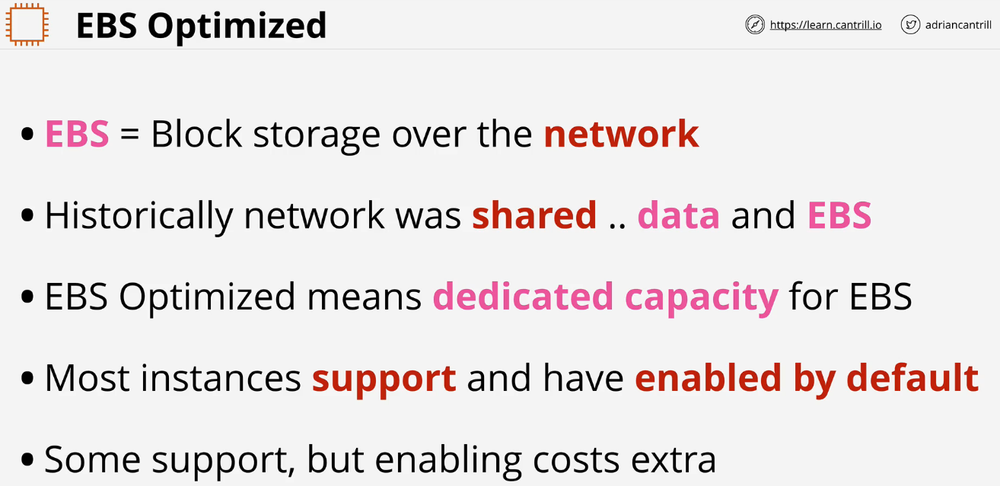 EBS Optimized
https://learn.cantrill.io
adriancantrill
• EBS = Block storage over the network
• Historically network was shared .. data and EBS
• EBS Optimized means dedicated capacity for EBS
• Most instances support and have enabled by default
• Some support, but enabling costs extra